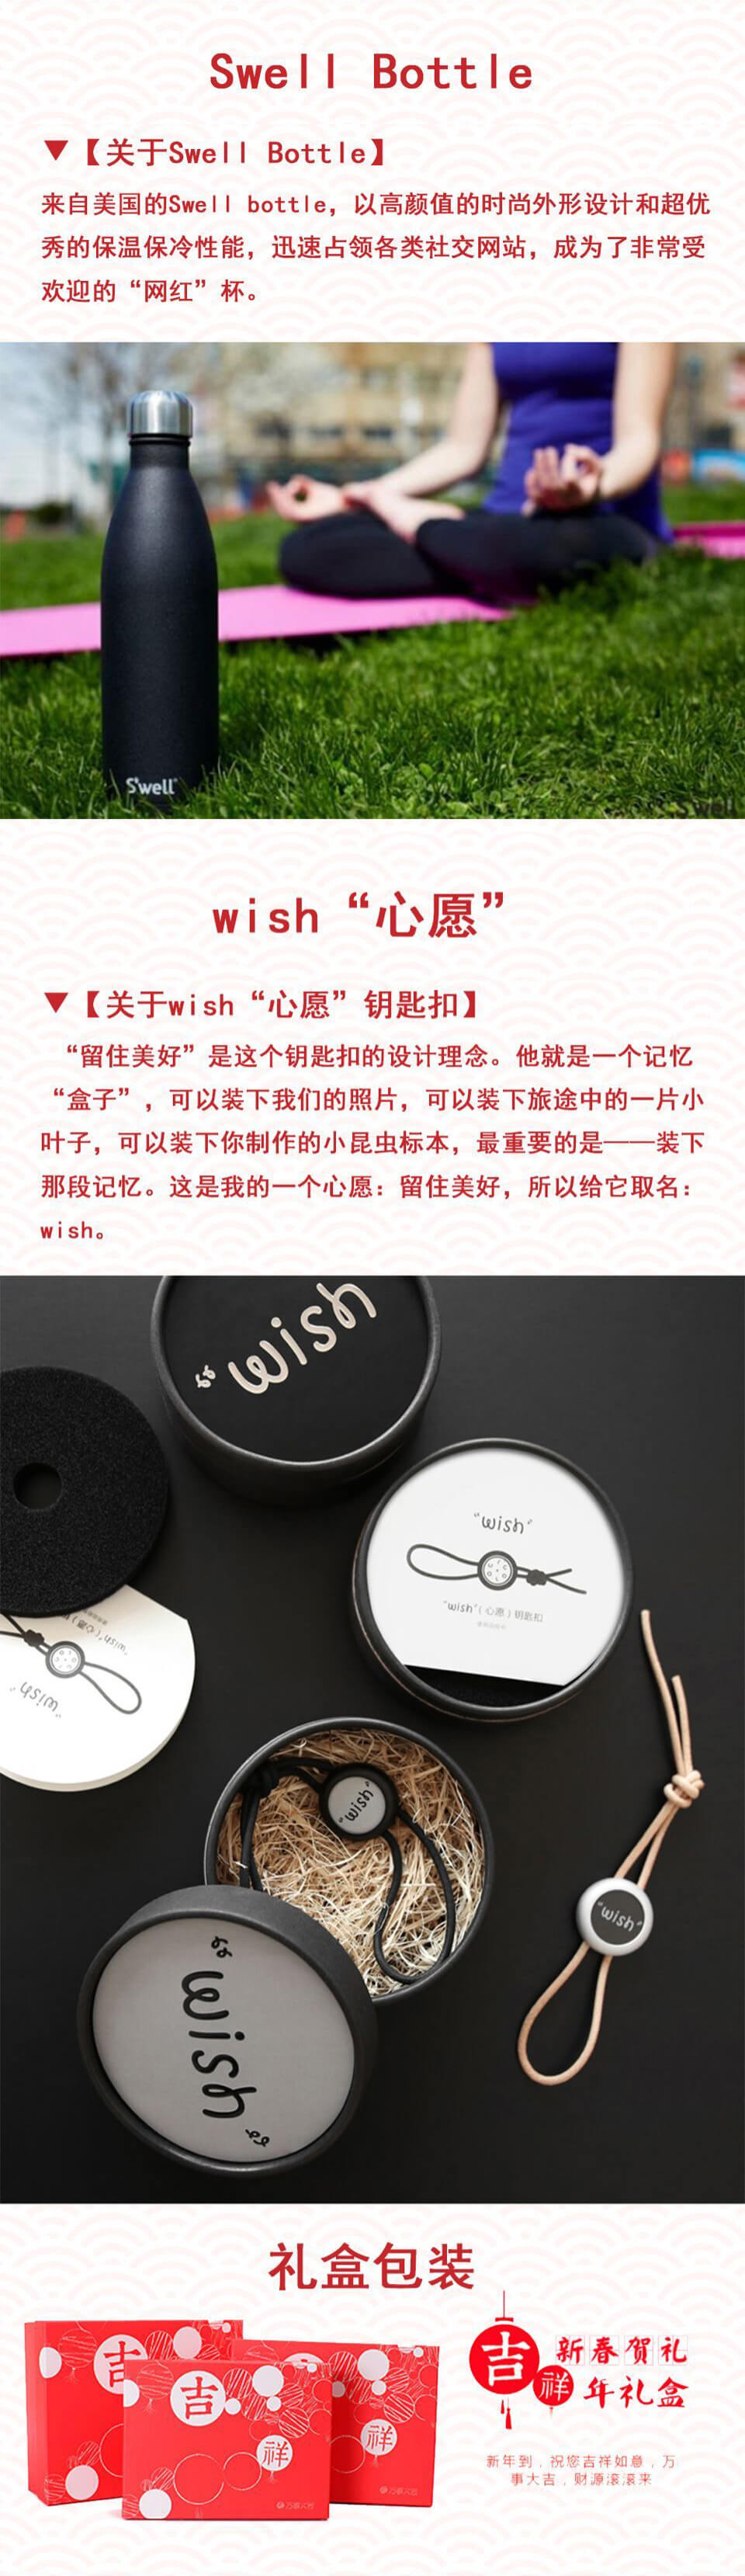 Swell Bottle
▼【关于Swell Bottle】
来自美国的Swell bottle，以高颜值的时尚外形设计和超优
秀的保温保冷性能，迅速占领各类社交网站，成为了非常受
欢迎的“网红”杯。
S'well
wish“心愿”
▼【关于wish“心愿”钥匙扣】
“留住美好”是这个钥匙扣的设计理念。他就是一个记忆
“盒子”，可以装下我们的照片，可以装下旅途中的一片小
叶子，可以装下你制作的小昆虫标本，最重要的是——装下
那段记忆。这是我的一个心愿：留住美好，所以给它取名：
wish。
“wish
“wish”
“wish”(心愿)钥匙扣
“wish”(心愿)
“wish”
“wish”
“wish”
“wish”
礼盒包装
吉
吉
祥
祥
吉
祥
新春贺礼
年礼盒
新年到，祝您吉祥如意，万
事大吉，财源滚滚来